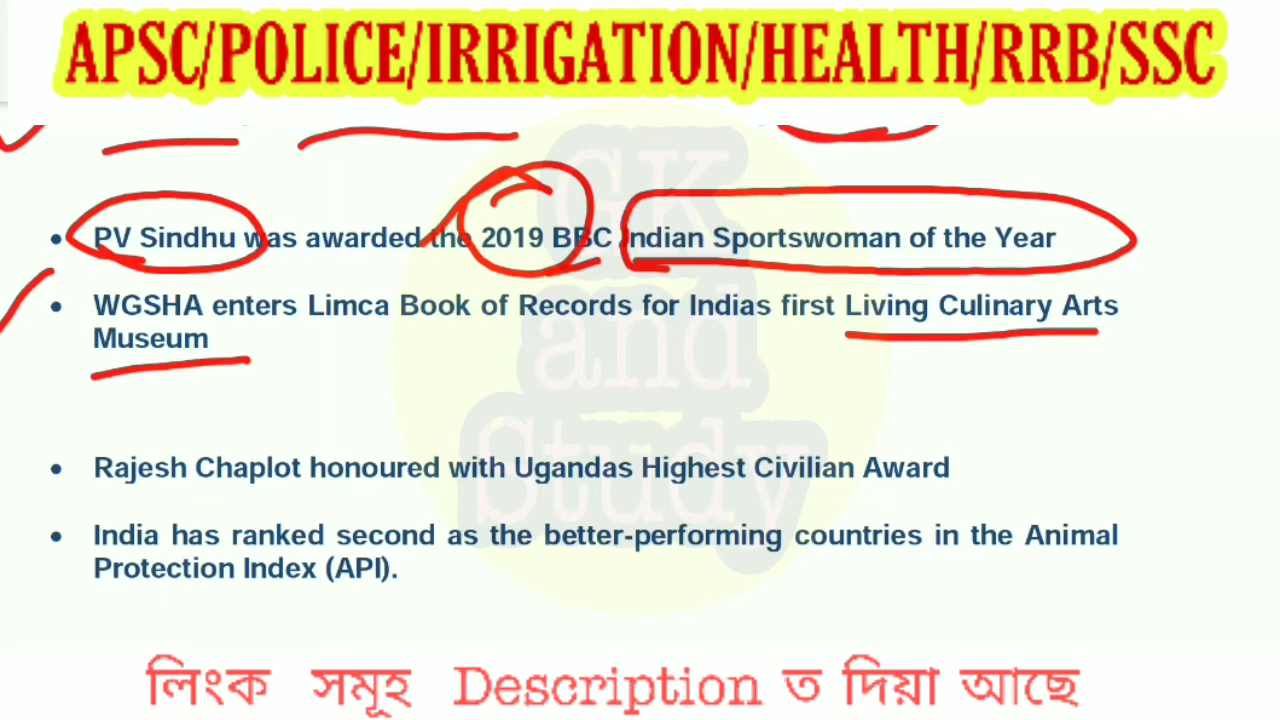 APSC/POLICE/IRRIGATION/HEALTH/RRB/SSC
• PV Sindhu was awarded the 2019 BBC Indian Sportswoman of the Year
• WGSHA enters Limca Book of Records for Indias first Living Culinary Arts
Museum
GK
and
Study
• Rajesh Chaplot honoured with Ugandas Highest Civilian Award
• India has ranked second as the better-performing countries in the Animal
Protection Index (API).
লিংক সমূহ Description ত দিয়া আছে